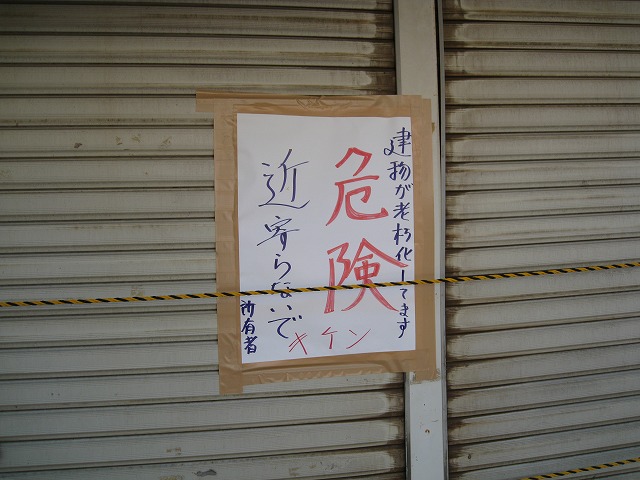 建物が老朽化してます
危険
キケン
近寄らないで
所有者